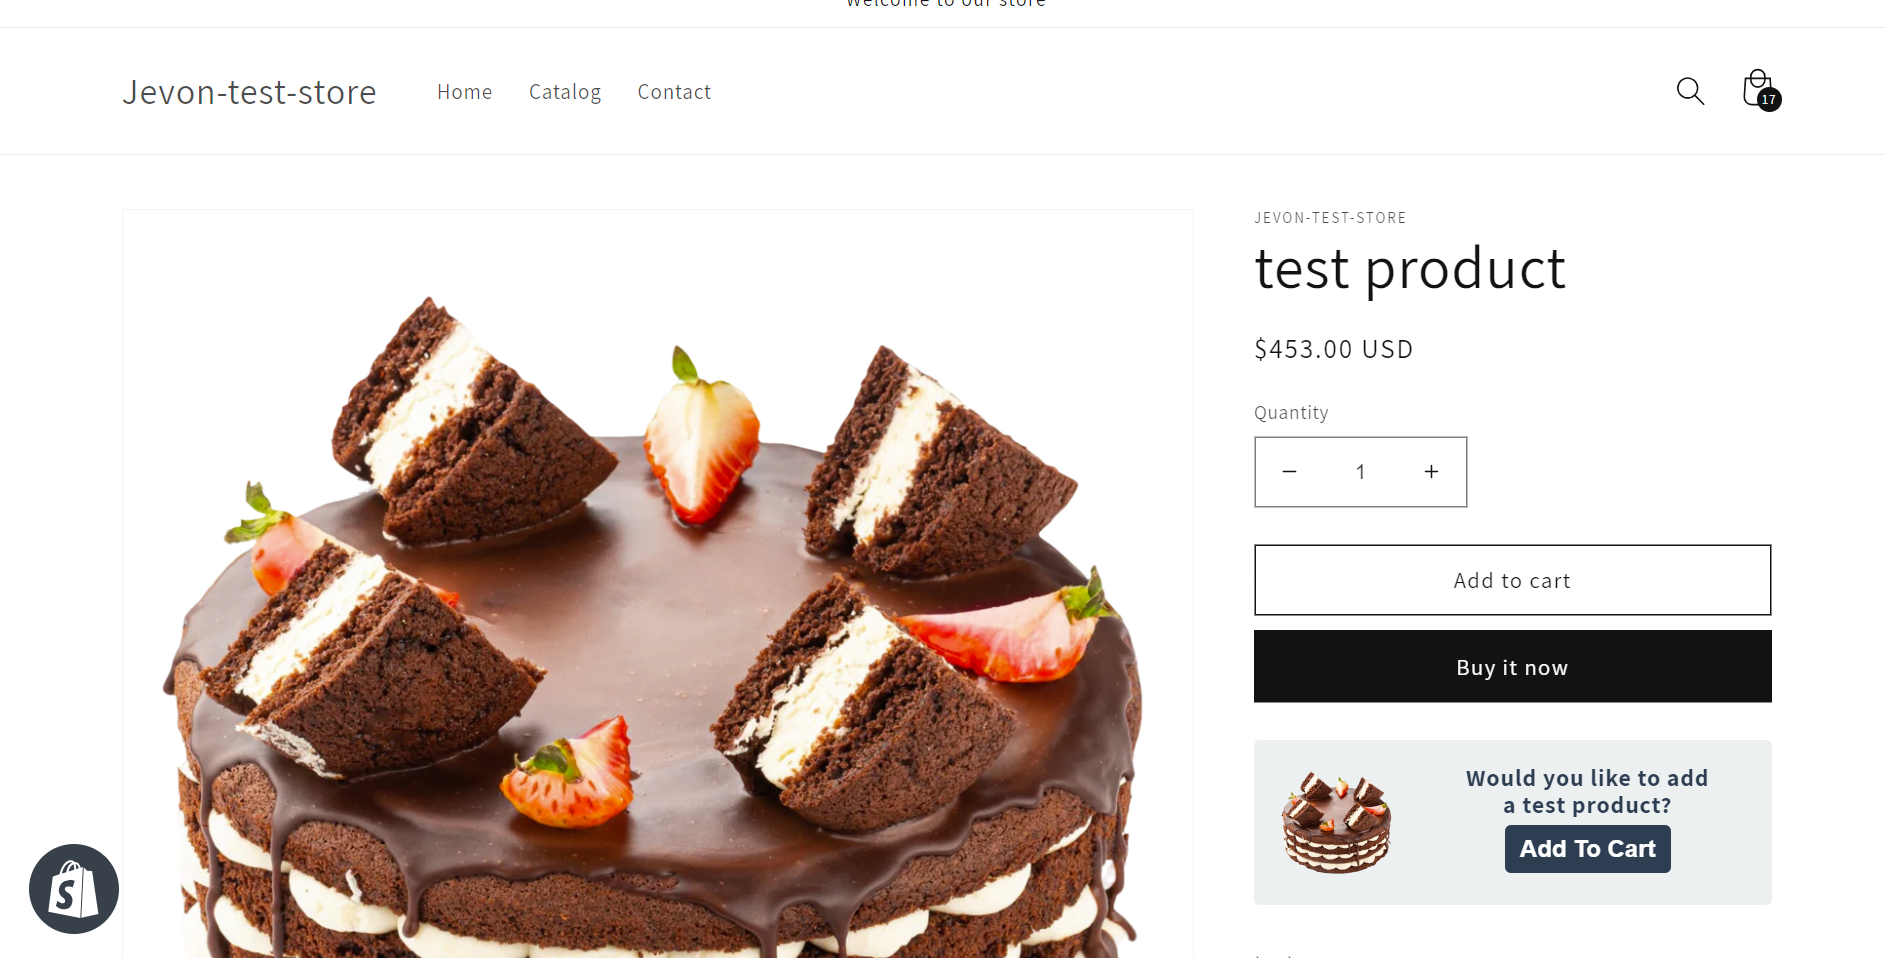 Welcome to our store
Jevon-test-store
Home
Catalog
Contact
17
JEVON-TEST-STORE
test product
$453.00 USD
Quantity
1
Add to cart
Buy it now
Would you like to add
a test product?
Add To Cart
S